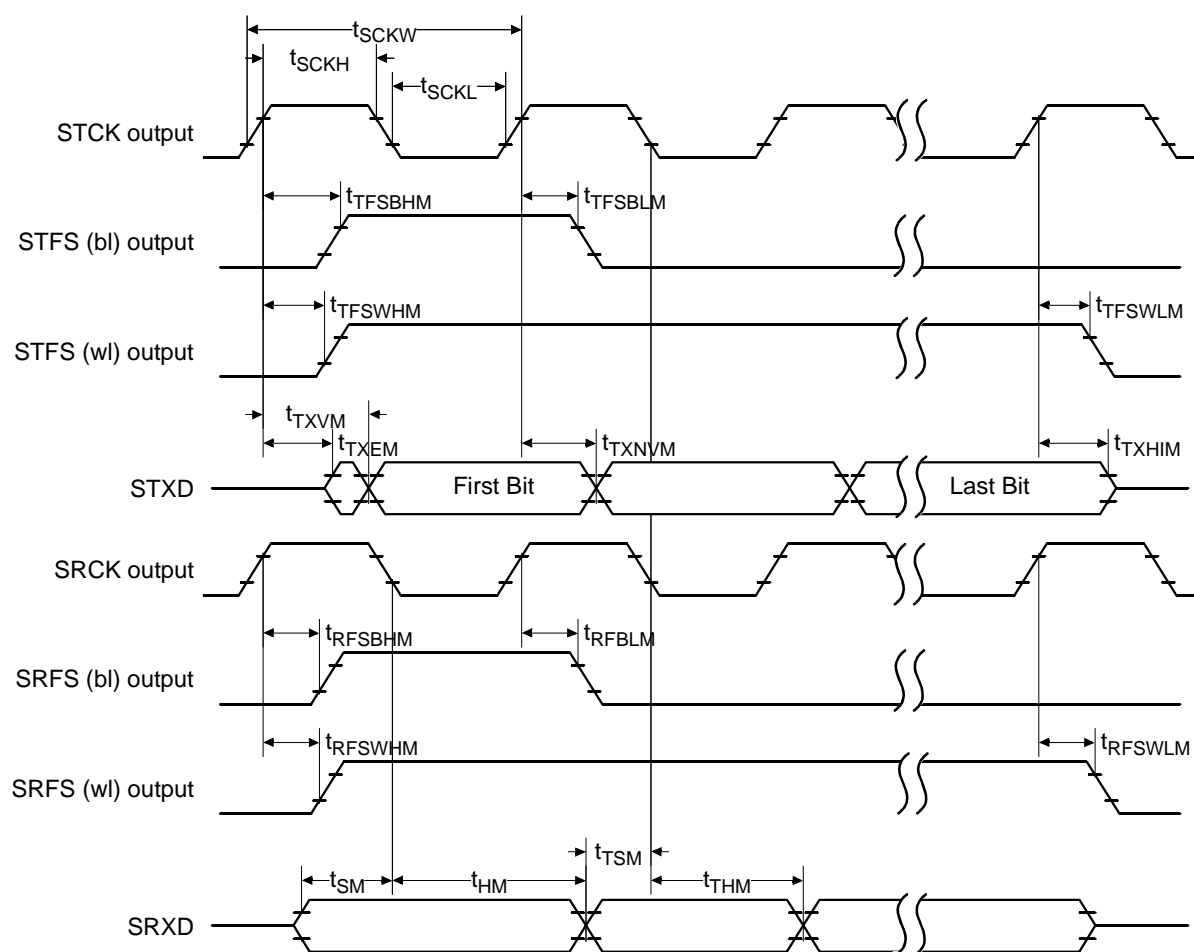 tSCKW
tSCKH
tSCKL
STCK output
tTFSBHM
tTFSBLM
STFS (bl) output
tTFSWHM
tTFSWLM
STFS (wl) output
tTXVM
tTXEM
tTXNVM
tTXHIM
STXD
First Bit
Last Bit
SRCK output
tRFSBHM
tRFBLM
SRFS (bl) output
tRFSWHM
tRFSWLM
SRFS (wl) output
tTSM
tSM
tHM
tTHM
SRXD